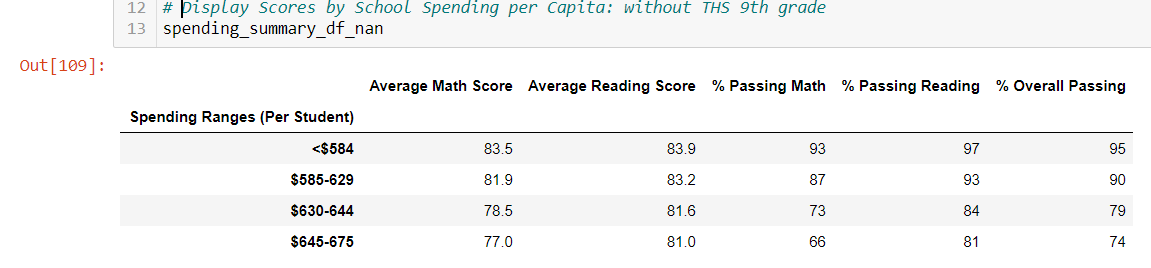 12 # Display Scores by School Spending per Capita: without THS 9th grade
13 spending_summary_df_nan
Out[109]:
Average Math Score Average Reading Score % Passing Math % Passing Reading % Overall Passing
Spending Ranges (Per Student)
<$584 83.5 83.9 93 97 95
$585-629 81.9 83.2 87 93 90
$630-644 78.5 81.6 73 84 79
$645-675 77.0 81.0 66 81 74